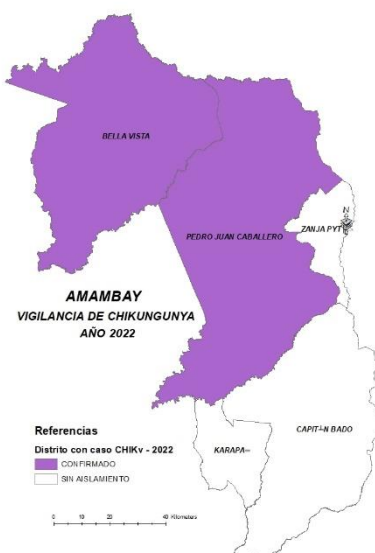 BELLA VISTA
N
ZANJA PYT
PEDRO JUAN CABALLERO
AMAMBAY
VIGILANCIA DE CHIKUNGUNYA
AÑO 2022
CAPIT┴N BADO
Referencias
Distrito con caso CHIKv - 2022
CONFIRMADO
SIN AISLAMIENTO
KARAPA═
0 10 20 40 Kilometers